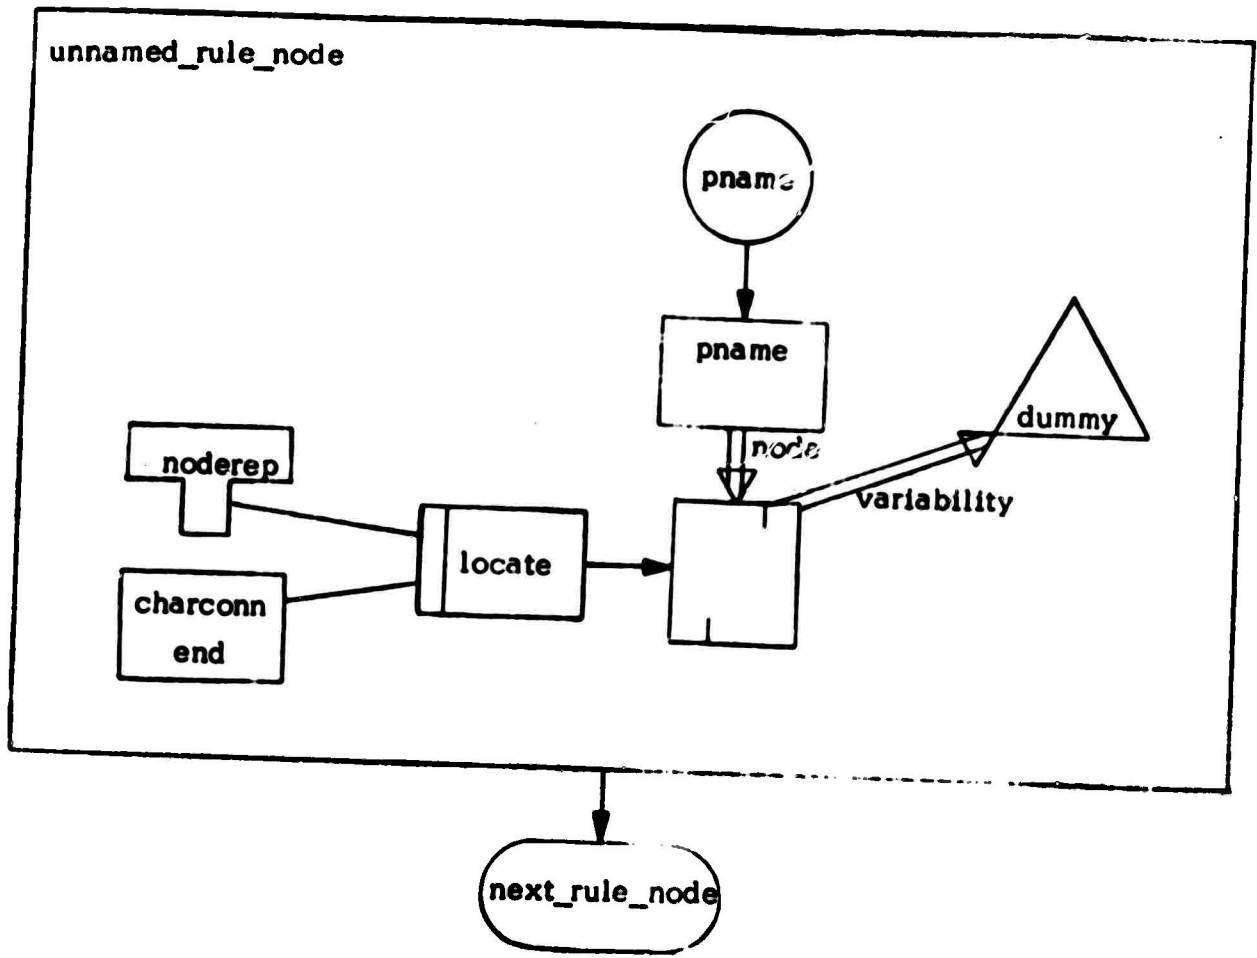 unnamed_rule_node
pname
pname
node
dummy
variability
noderep
locate
charconn
end
next_rule_node